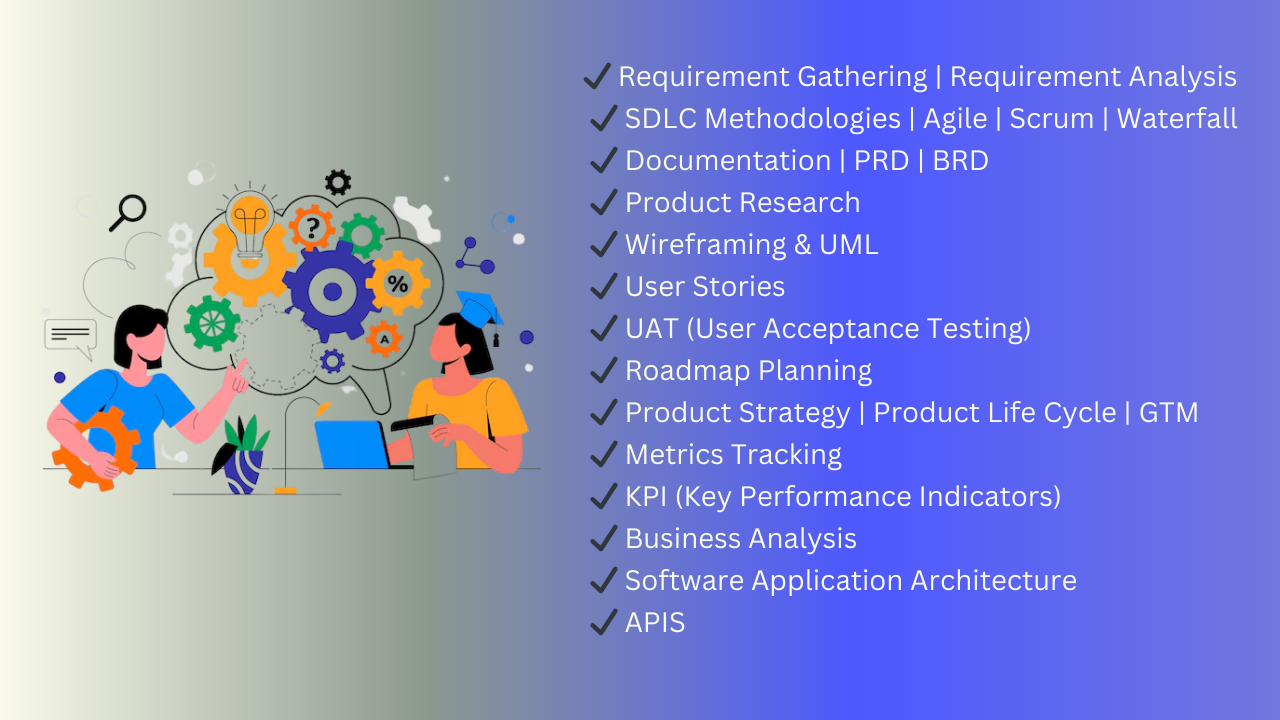 ?
%
A
✓ Requirement Gathering | Requirement Analysis
✓ SDLC Methodologies | Agile | Scrum | Waterfall
✓ Documentation | PRD | BRD
✓ Product Research
✓ Wireframing & UML
✓ User Stories
✓ UAT (User Acceptance Testing)
✓ Roadmap Planning
✓ Product Strategy | Product Life Cycle | GTM
✓ Metrics Tracking
✓ KPI (Key Performance Indicators)
✓ Business Analysis
✓ Software Application Architecture
✓ APIS